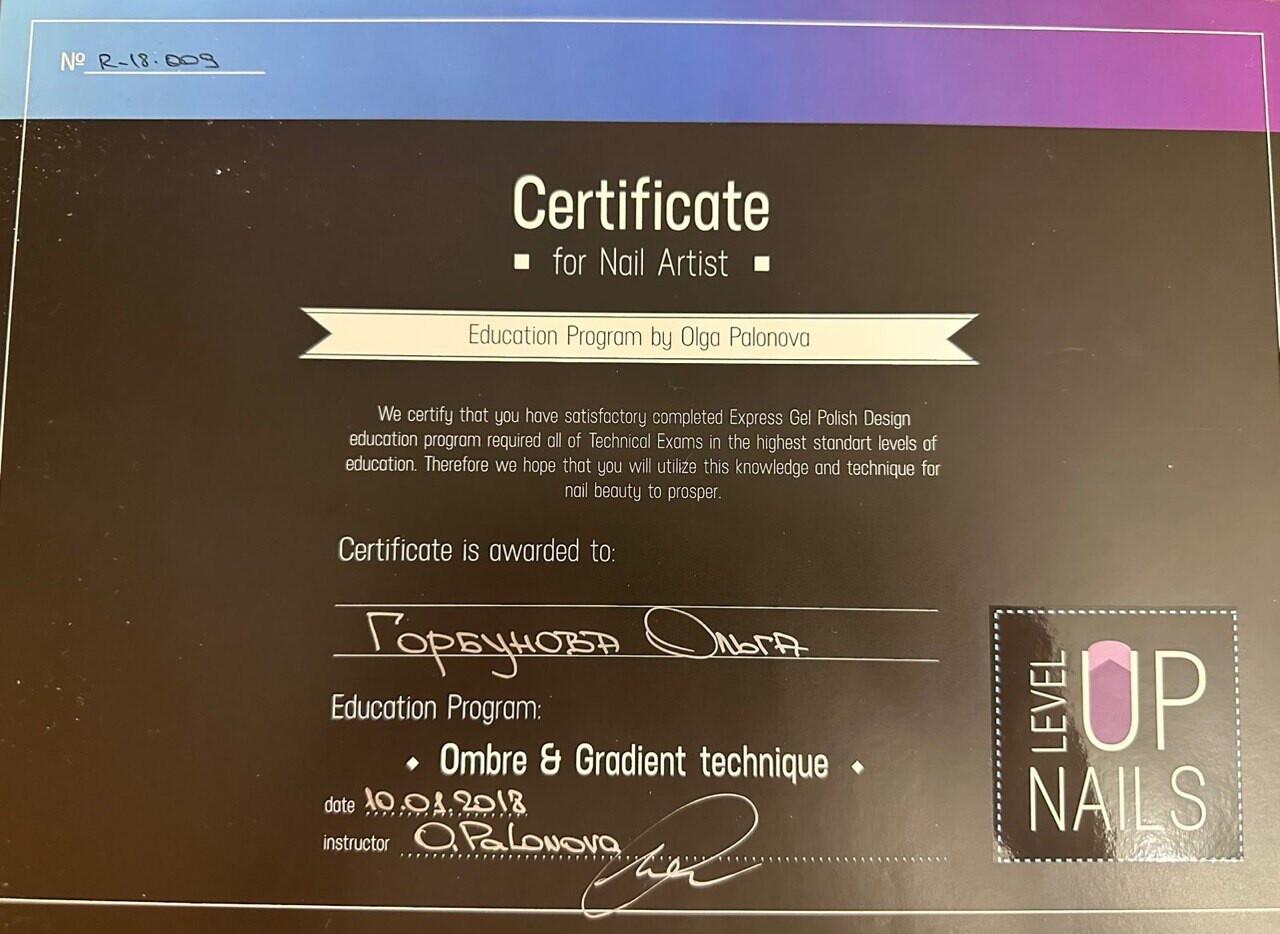 № R-18.009
Certificate
for Nail Artist
Education Program by Olga Palonova
We certify that you have satisfactory completed Express Gel Polish Design
education program required all of Technical Exams in the highest standart levels of
education. Therefore we hope that you will utilize this knowledge and technique for
nail beauty to prosper.
Certificate is awarded to:
Горбунова Ольга
Education Program:
Ombre & Gradient technique
date 10.01.2018
instructor O.Palonova
LEVEL UP
NAILS